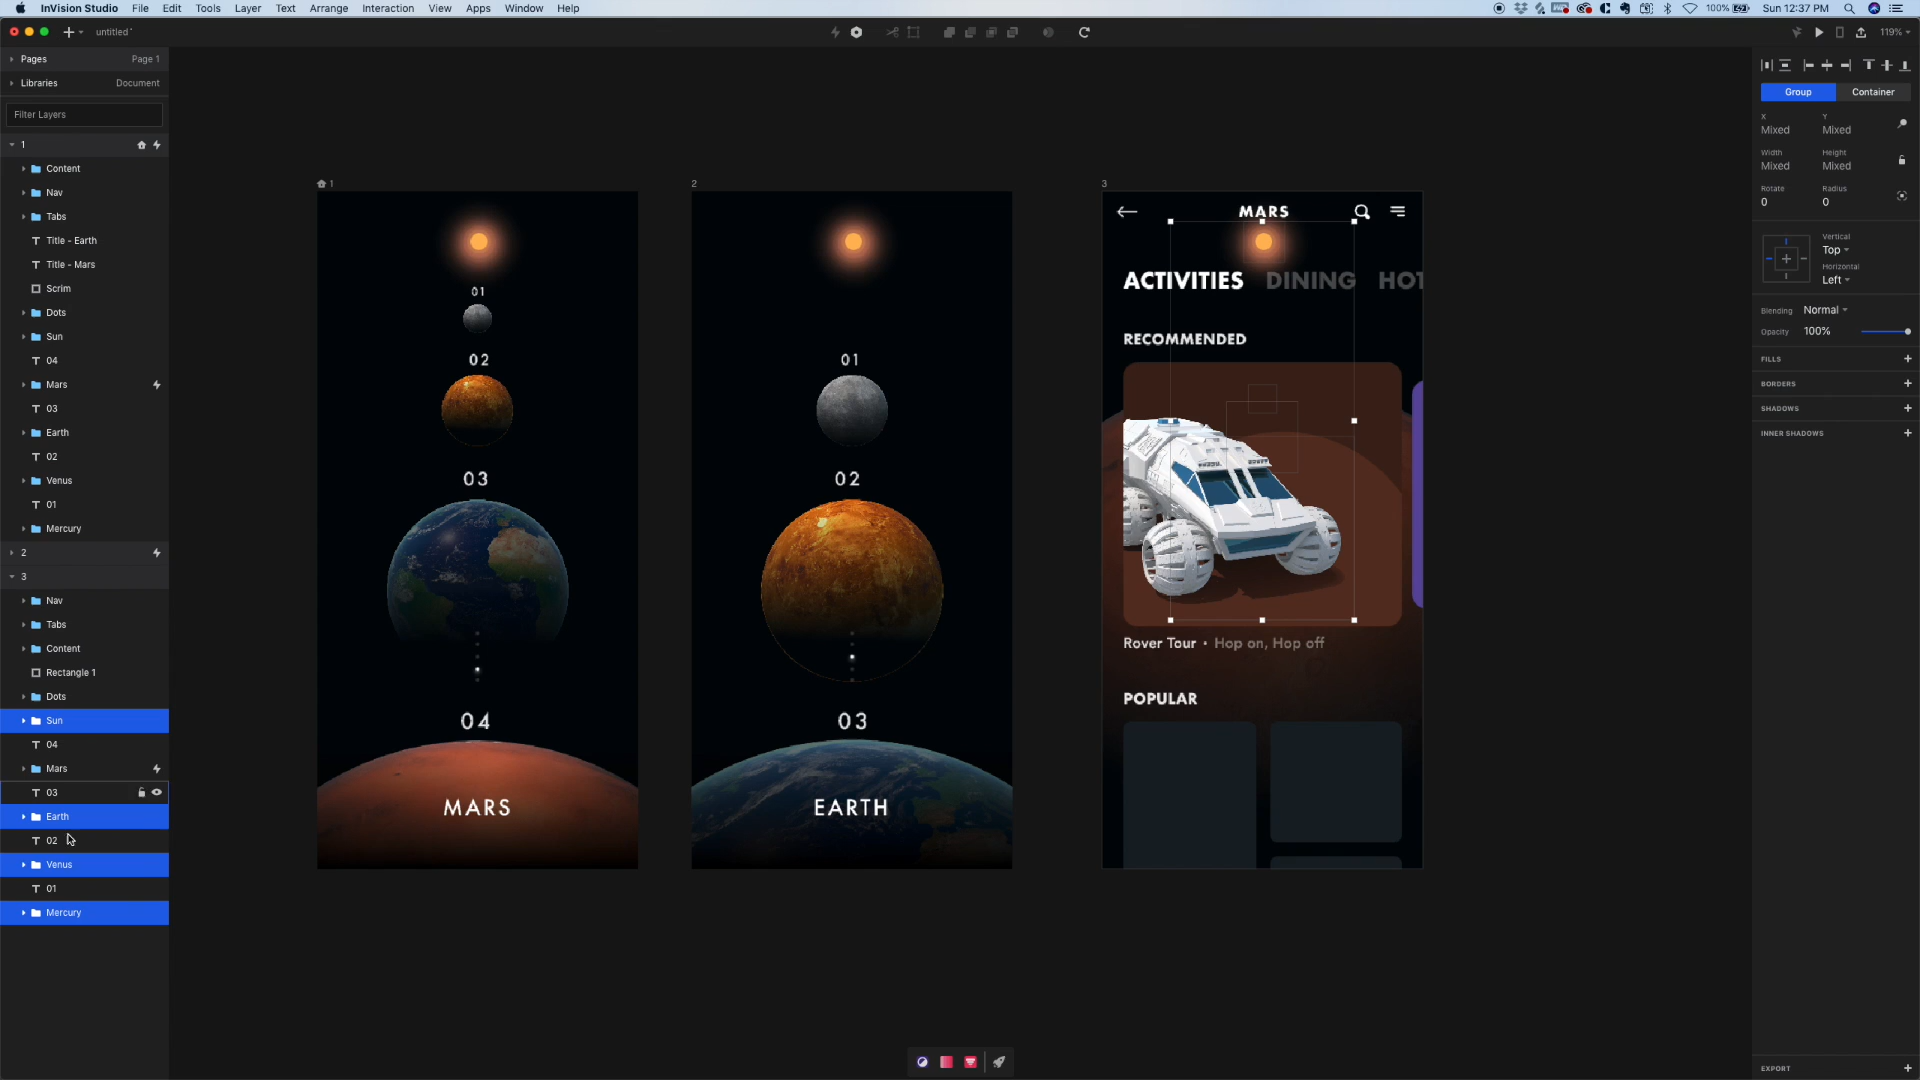 InVision Studio File Edit Tools Layer Text Arrange Interaction View Apps Window Help 100% Sun 12:37 PM
untitled 119%
Pages Page 1
Libraries Document
Filter Layers
1
Content
Nav
Tabs
Title - Earth
Title - Mars
Scrim
Dots
Sun
04
Mars
03
Earth
02
Venus
01
Mercury
2
3
Nav
Tabs
Content
Rectangle 1
Dots
Sun
04
Mars
03
Earth
02
Venus
01
Mercury
1
01
02
03
04
MARS
2
01
02
03
EARTH
3
MARS
ACTIVITIES DINING HOT
RECOMMENDED
Rover Tour • Hop on, Hop off
POPULAR
Group Container
X Y
Mixed Mixed
Width Height
Mixed Mixed
Rotate Radius
0 0
Vertical
Top
Horizontal
Left
Blending Normal
Opacity 100%
FILLS
BORDERS
SHADOWS
INNER SHADOWS
EXPORT